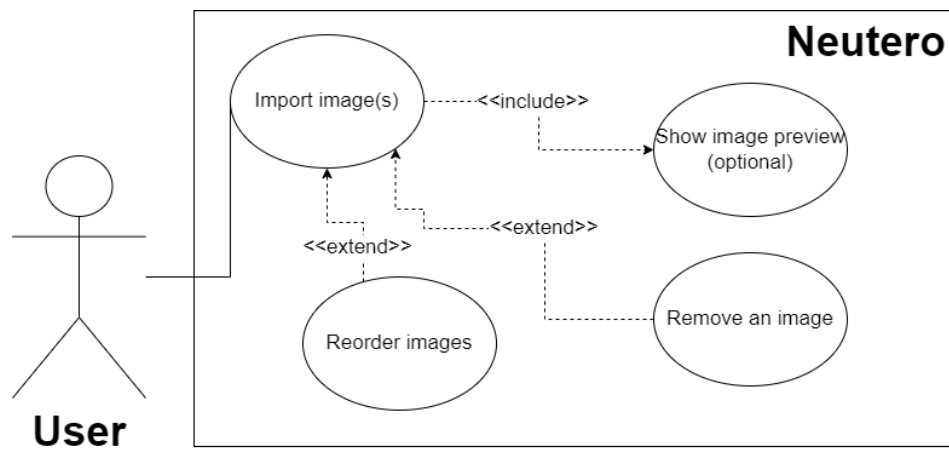 Neutero
Import image(s)
<<include>>
Show image preview
(optional)
<<extend>>
<<extend>>
Reorder images
Remove an image
User